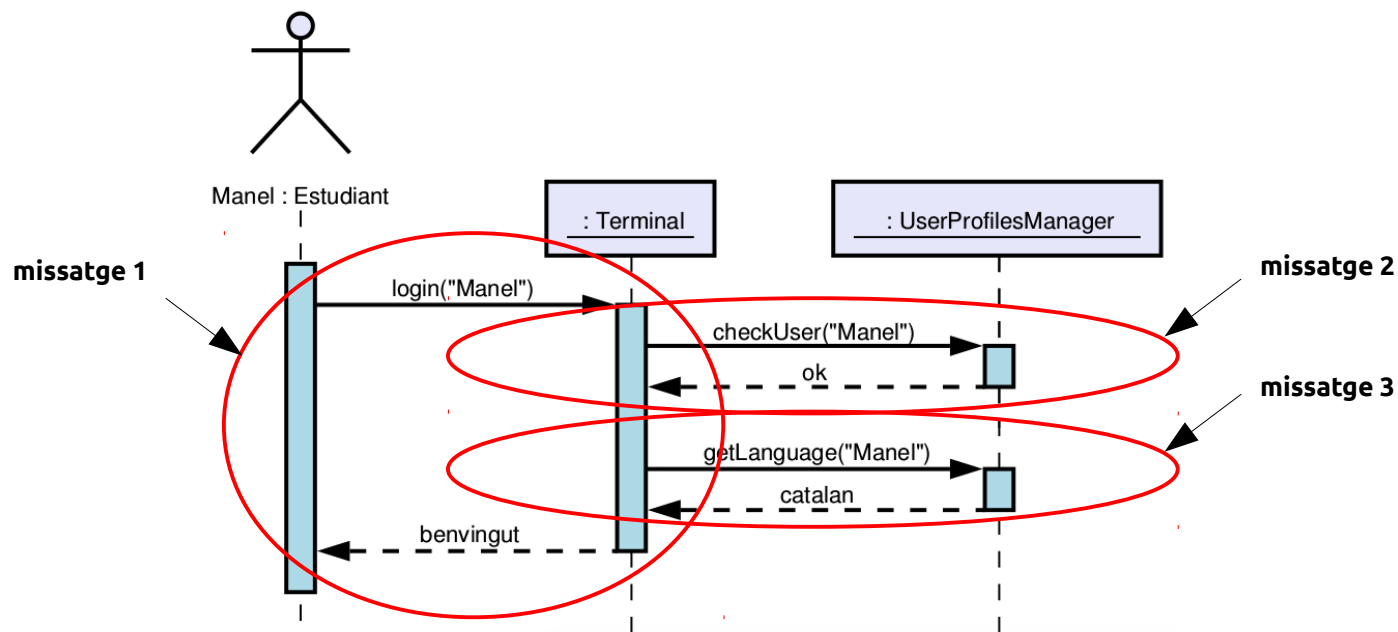 Manel : Estudiant
: Terminal
: UserProfilesManager
missatge 1
missatge 2
login("Manel")
checkUser("Manel")
ok
missatge 3
getLanguage("Manel")
catalan
benvingut